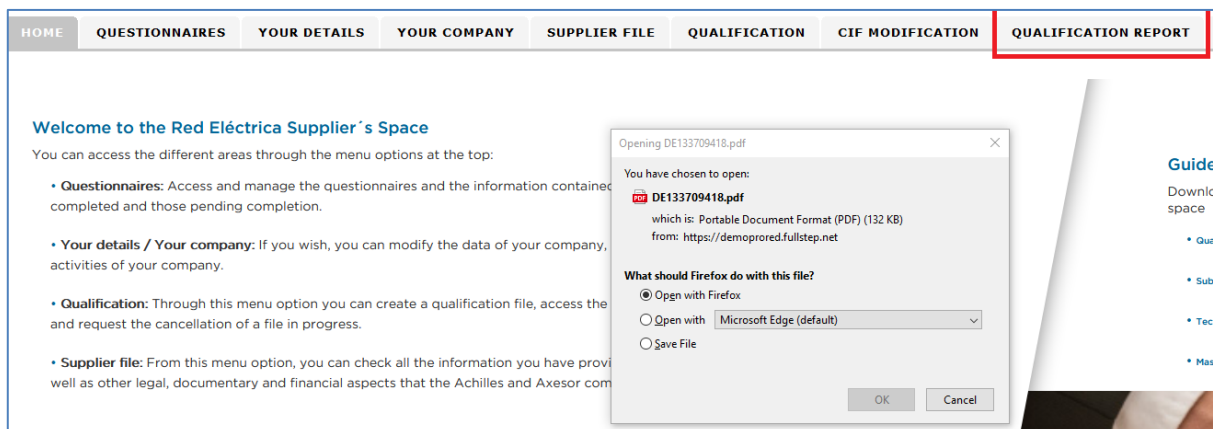 HOME QUESTIONNAIRES YOUR DETAILS YOUR COMPANY SUPPLIER FILE QUALIFICATION CIF MODIFICATION QUALIFICATION REPORT
Welcome to the Red Eléctrica Supplier´s Space
You can access the different areas through the menu options at the top:
• Questionnaires: Access and manage the questionnaires and the information contained
completed and those pending completion.
• Your details / Your company: If you wish, you can modify the data of your company,
activities of your company.
• Qualification: Through this menu option you can create a qualification file, access the
and request the cancellation of a file in progress.
• Supplier file: From this menu option, you can check all the information you have provi
well as other legal, documentary and financial aspects that the Achilles and Axesor com
Opening DE133709418.pdf
You have chosen to open:
PDF DE133709418.pdf
which is: Portable Document Format (PDF) (132 KB)
from: https://demoprored.fullstep.net
What should Firefox do with this file?
Open with Firefox
Open with Microsoft Edge (default)
Save File
OK Cancel
Guide
Downlo
space
• Qua
• Sub
• Tec
• Mas